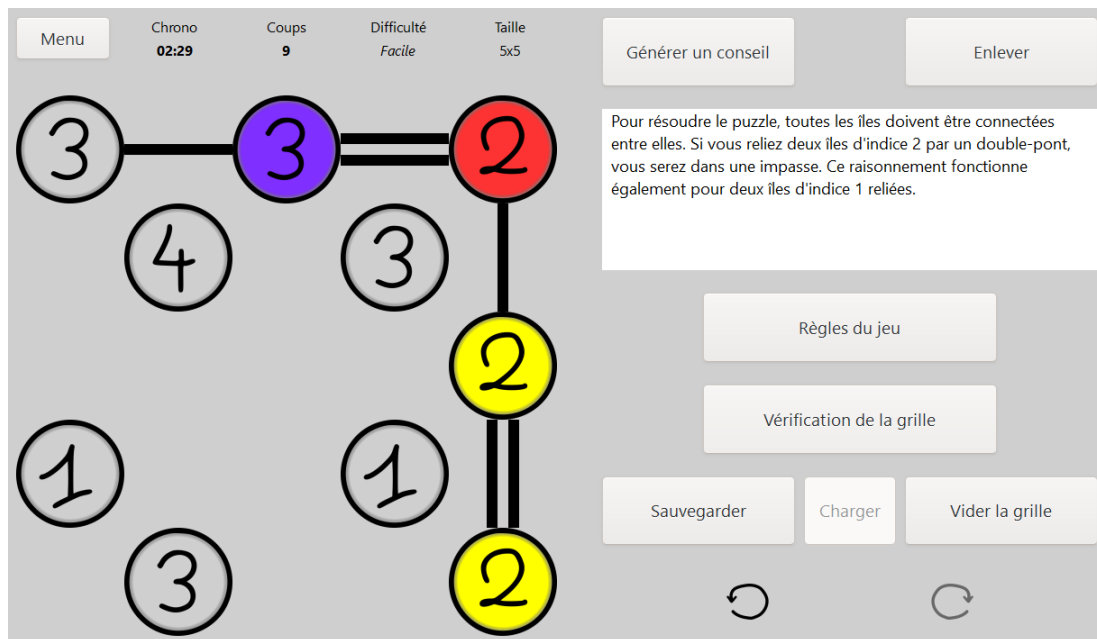 Menu
Chrono
02:29
Coups
9
Difficulté
Facile
Taille
5x5
Générer un conseil
Enlever
3
3
2
4
3
2
1
1
3
2
Pour résoudre le puzzle, toutes les îles doivent être connectées
entre elles. Si vous reliez deux îles d'indice 2 par un double-pont,
vous serez dans une impasse. Ce raisonnement fonctionne
également pour deux îles d'indice 1 reliées.
Règles du jeu
Vérification de la grille
Sauvegarder
Charger
Vider la grille